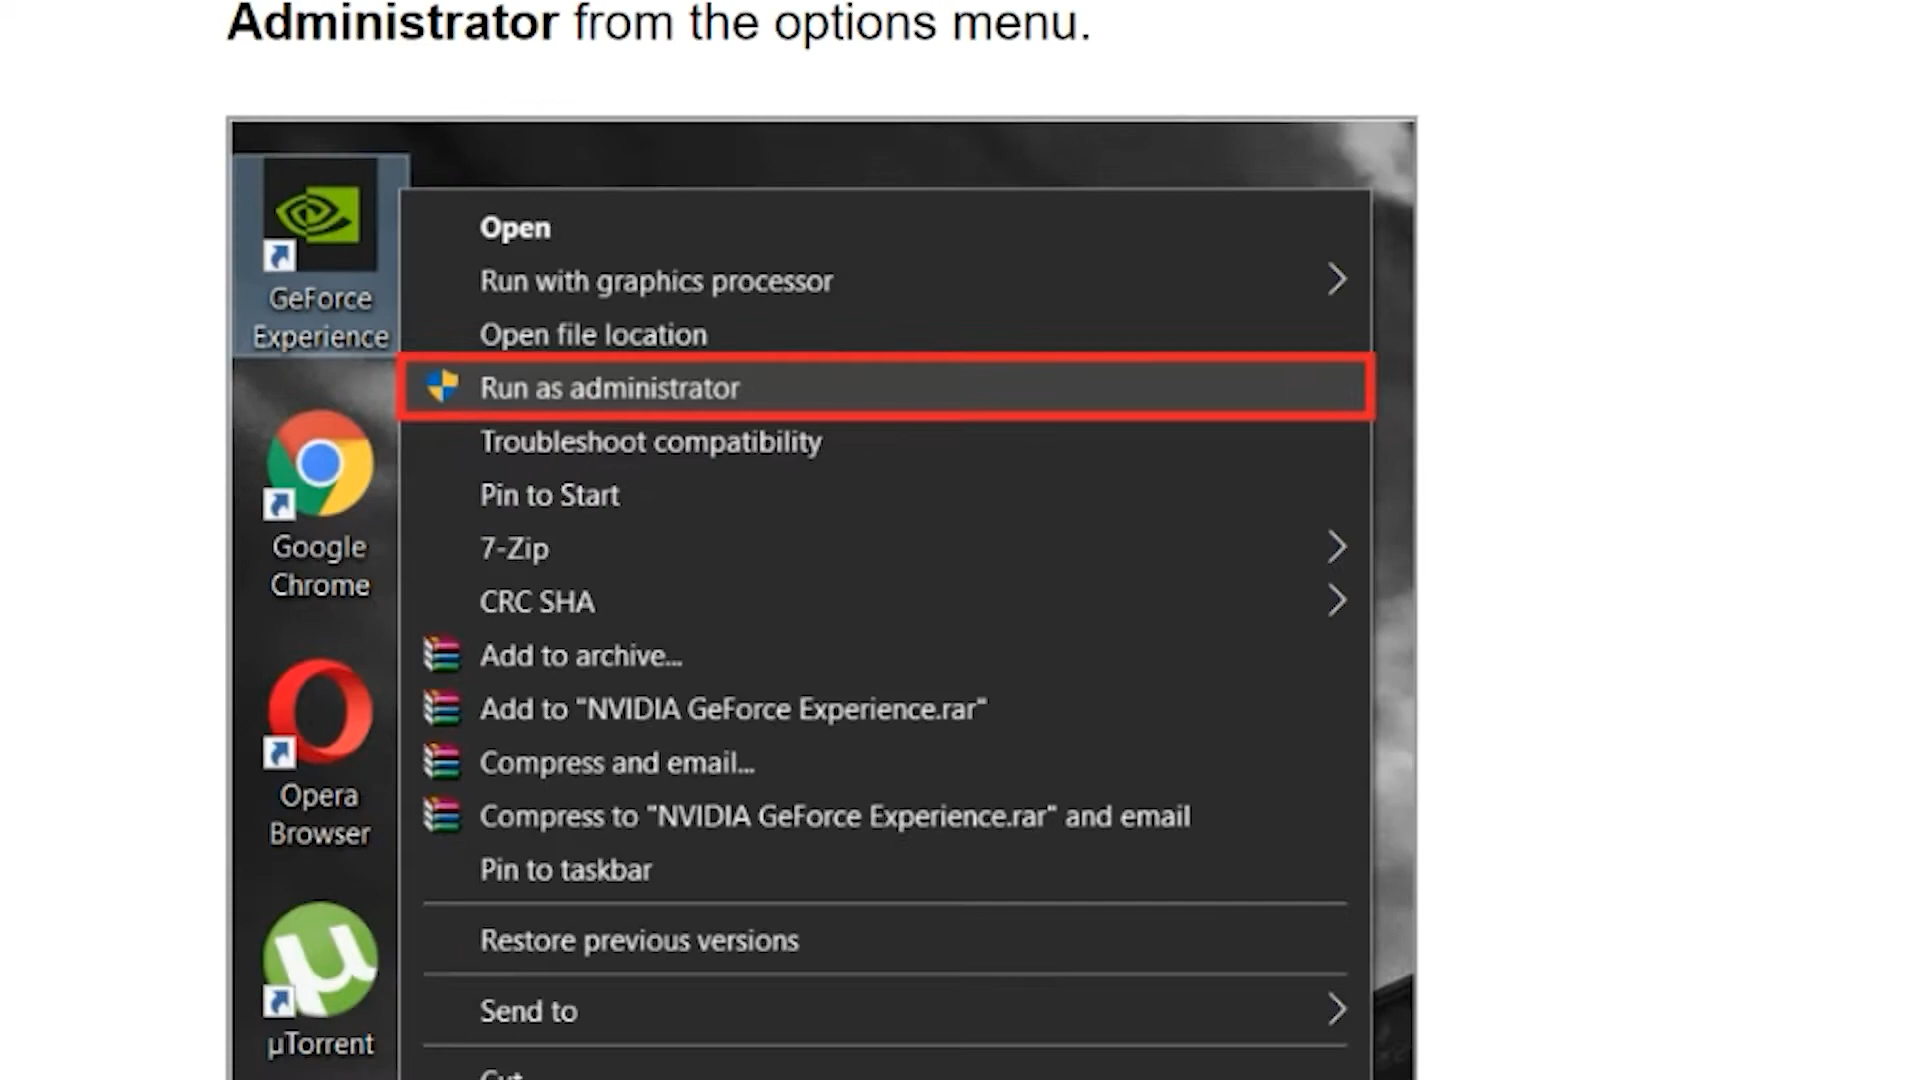 Administrator from the options menu.
GeForce
Experience
Google
Chrome
Opera
Browser
µTorrent
Open
Run with graphics processor
Open file location
Run as administrator
Troubleshoot compatibility
Pin to Start
7-Zip
CRC SHA
Add to archive...
Add to "NVIDIA GeForce Experience.rar"
Compress and email...
Compress to "NVIDIA GeForce Experience.rar" and email
Pin to taskbar
Restore previous versions
Send to
Cut